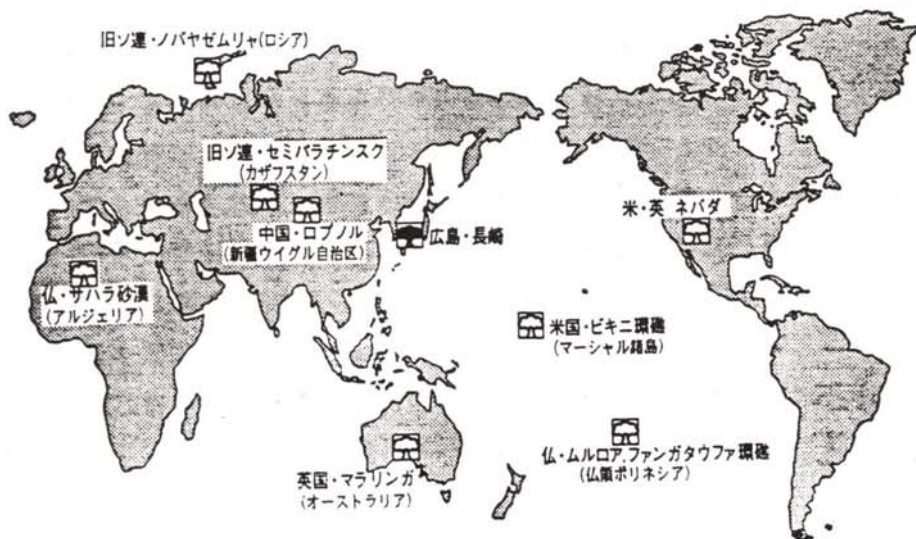 旧ソ連・ノバヤゼムリャ(ロシア)
旧ソ連・セミパラチンスク
(カザフスタン)
中国・ロプノル
(新疆ウイグル自治区)
広島・長崎
米・英 ネバダ
仏・サハラ砂漠
(アルジェリア)
米国・ビキニ環礁
(マーシャル諸島)
英国・マラリンガ
(オーストラリア)
仏・ムルロア,ファンガタウファ環礁
(仏領ポリネシア)